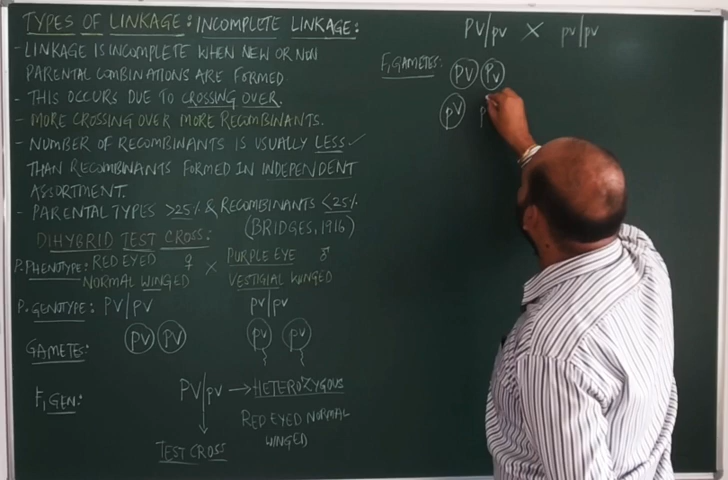 TYPES OF LINKAGE: INCOMPLETE LINKAGE:
- LINKAGE IS INCOMPLETE WHEN NEW OR NON
PARENTAL COMBINATIONS ARE FORMED
- THIS OCCURS DUE TO CROSSING OVER.
- MORE CROSSING OVER MORE RECOMBINANTS.
- NUMBER OF RECOMBINANTS IS USUALLY LESS
THAN RECOMBINANTS FORMED IN INDEPENDENT
ASSORTMENT.
- PARENTAL TYPES >25% & RECOMBINANTS <25%
DIHYBRID TEST CROSS: (BRIDGES, 1916)
P. PHENOTYPE: RED EYED ♀ × PURPLE EYE ♂
NORMAL WINGED VESTIGIAL WINGED
P. GENOTYPE: PV/PV pv/pv
GAMETES: PV PV pv pv
F₁ GEN: PV/pv → HETEROZYGOUS
RED EYED NORMAL
WINGED
TEST CROSS
PV/pv × pv/pv
F₁ GAMETES: PV Pv
pV p